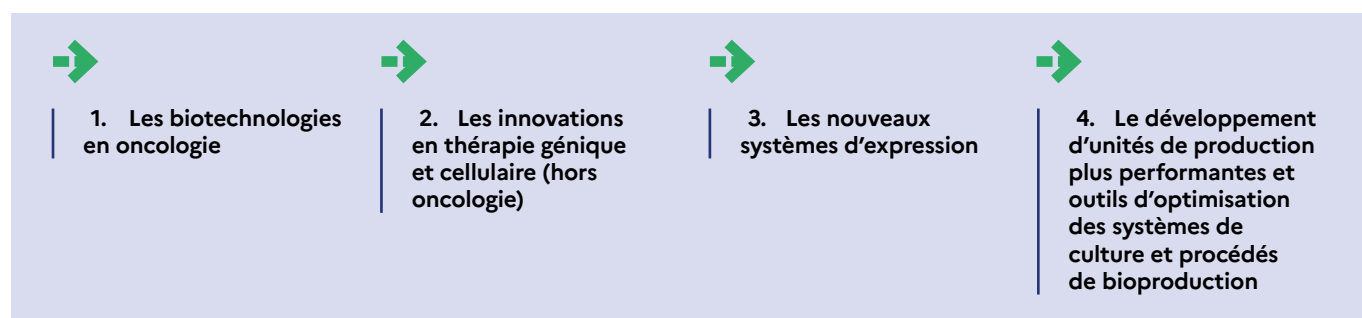 1. Les biotechnologies
en oncologie
2. Les innovations
en thérapie génique
et cellulaire (hors
oncologie)
3. Les nouveaux
systèmes d’expression
4. Le développement
d’unités de production
plus performantes et
outils d’optimisation
des systèmes de
culture et procédés
de bioproduction